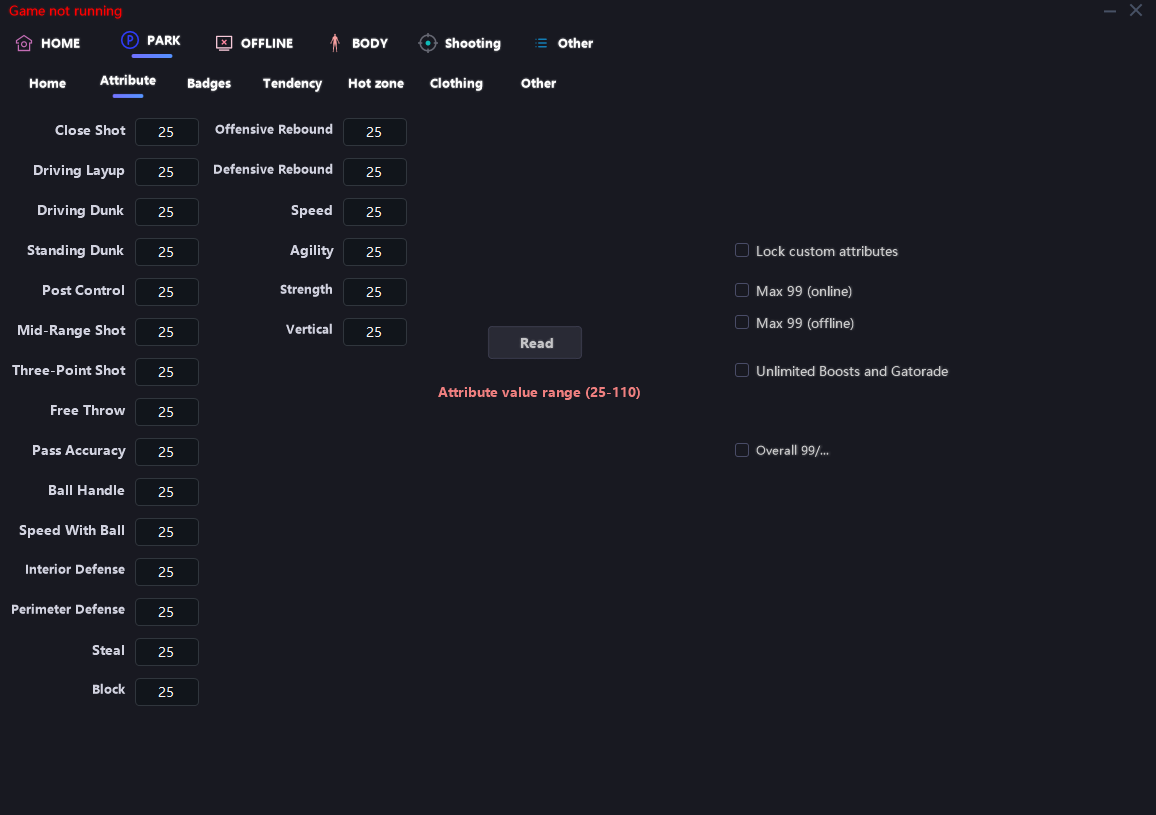 Game not running
HOME
PARK
OFFLINE
BODY
Shooting
Other
Home
Attribute
Badges
Tendency
Hot zone
Clothing
Other
Close Shot 25
Driving Layup 25
Driving Dunk 25
Standing Dunk 25
Post Control 25
Mid-Range Shot 25
Three-Point Shot 25
Free Throw 25
Pass Accuracy 25
Ball Handle 25
Speed With Ball 25
Interior Defense 25
Perimeter Defense 25
Steal 25
Block 25
Offensive Rebound 25
Defensive Rebound 25
Speed 25
Agility 25
Strength 25
Vertical 25
Read
Attribute value range (25-110)
Lock custom attributes
Max 99 (online)
Max 99 (offline)
Unlimited Boosts and Gatorade
Overall 99/...